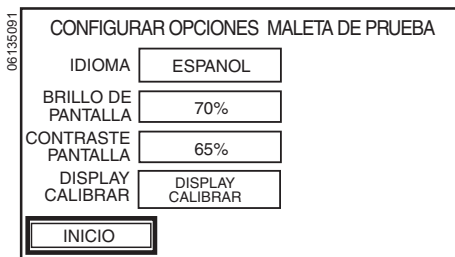 06135091
CONFIGURAR OPCIONES MALETA DE PRUEBA
IDIOMA ESPANOL
BRILLO DE
PANTALLA 70%
CONTRASTE
PANTALLA 65%
DISPLAY
CALIBRAR
DISPLAY
CALIBRAR
INICIO